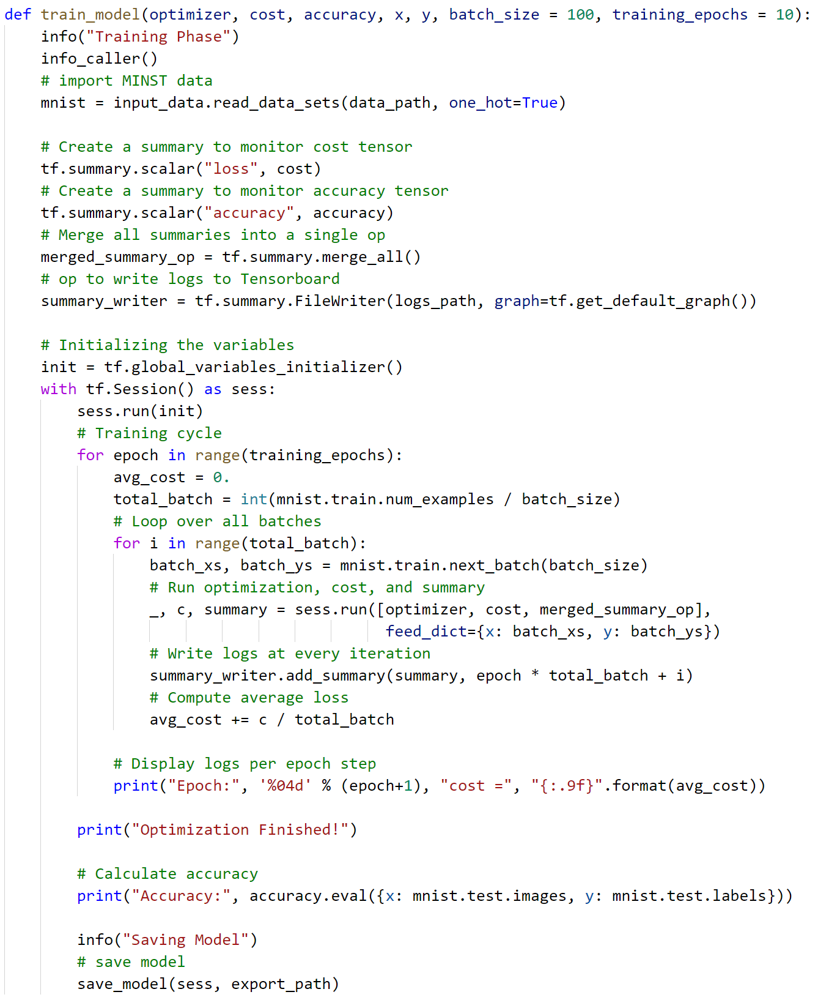 def train_model(optimizer, cost, accuracy, x, y, batch_size = 100, training_epochs = 10):
    info("Training Phase")
    info_caller()
    # import MINST data
    mnist = input_data.read_data_sets(data_path, one_hot=True)

    # Create a summary to monitor cost tensor
    tf.summary.scalar("loss", cost)
    # Create a summary to monitor accuracy tensor
    tf.summary.scalar("accuracy", accuracy)
    # Merge all summaries into a single op
    merged_summary_op = tf.summary.merge_all()
    # op to write logs to Tensorboard
    summary_writer = tf.summary.FileWriter(logs_path, graph=tf.get_default_graph())

    # Initializing the variables
    init = tf.global_variables_initializer()
    with tf.Session() as sess:
        sess.run(init)
        # Training cycle
        for epoch in range(training_epochs):
            avg_cost = 0.
            total_batch = int(mnist.train.num_examples / batch_size)
            # Loop over all batches
            for i in range(total_batch):
                batch_xs, batch_ys = mnist.train.next_batch(batch_size)
                # Run optimization, cost, and summary
                _, c, summary = sess.run([optimizer, cost, merged_summary_op],
                                          feed_dict={x: batch_xs, y: batch_ys})
                # Write logs at every iteration
                summary_writer.add_summary(summary, epoch * total_batch + i)
                # Compute average loss
                avg_cost += c / total_batch

            # Display logs per epoch step
            print("Epoch:", '%04d' % (epoch+1), "cost =", "{:.9f}".format(avg_cost))

        print("Optimization Finished!")

        # Calculate accuracy
        print("Accuracy:", accuracy.eval({x: mnist.test.images, y: mnist.test.labels}))

        info("Saving Model")
        # save model
        save_model(sess, export_path)